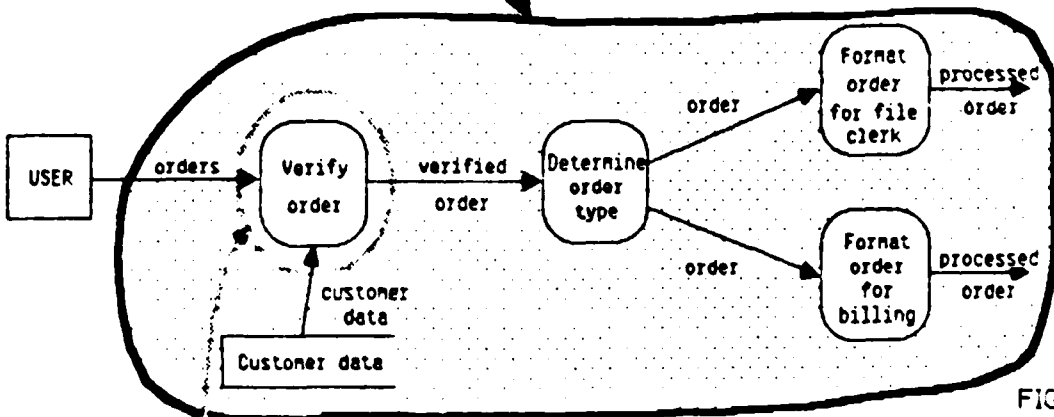 USER
orders
Verify
order
verified
order
customer
data
Customer data
Determine
order
type
order
order
Format
order
for file
clerk
processed
order
Format
order
for
billing
processed
order